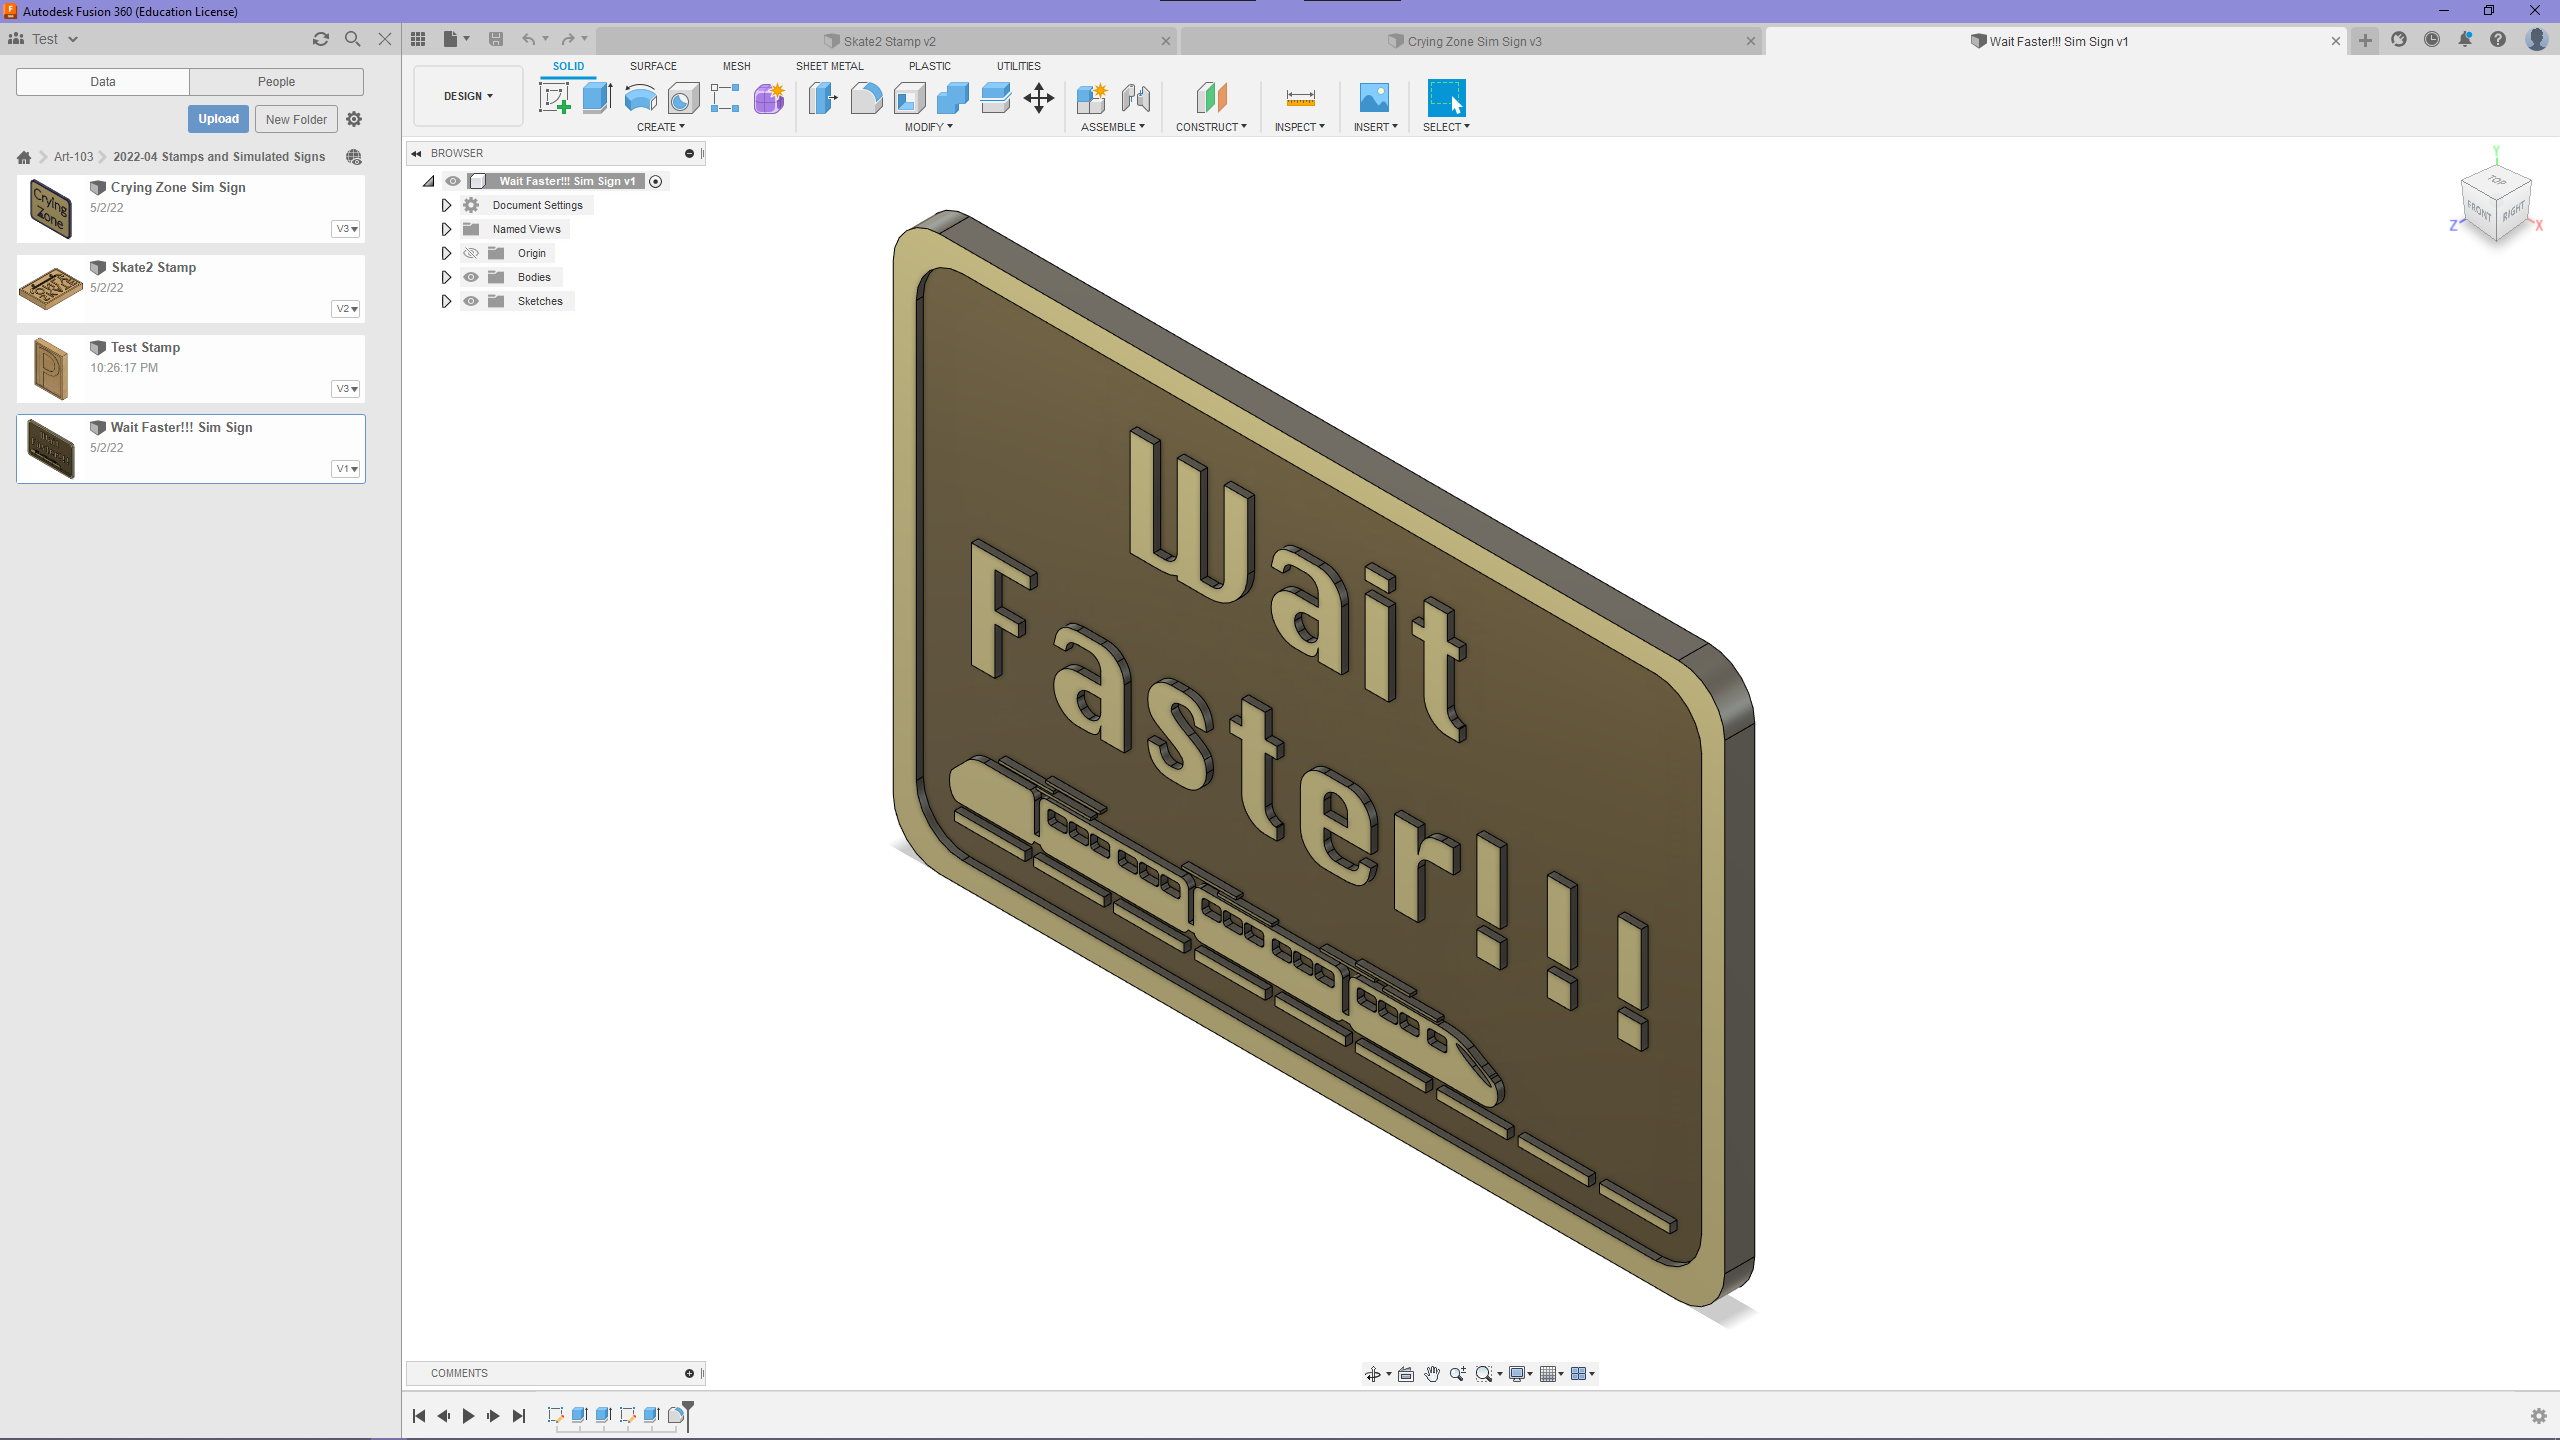 Autodesk Fusion 360 (Education License)
Test
Skate2 Stamp v2
Crying Zone Sim Sign v3
Wait Faster!!! Sim Sign v1
Data
People
SOLID
SURFACE
MESH
SHEET METAL
PLASTIC
UTILITIES
DESIGN
CREATE
MODIFY
ASSEMBLE
CONSTRUCT
INSPECT
INSERT
SELECT
Upload
New Folder
Art-103
2022-04 Stamps and Simulated Signs
Crying Zone Sim Sign
5/2/22
V3
Crying
Zone
Skate2 Stamp
5/2/22
V2
Test Stamp
10:26:17 PM
V3
P
Wait Faster!!! Sim Sign
5/2/22
V1
BROWSER
Wait Faster!!! Sim Sign v1
Document Settings
Named Views
Origin
Bodies
Sketches
Y
TOP
FRONT
RIGHT
Z
X
Wait
Faster!!!
COMMENTS